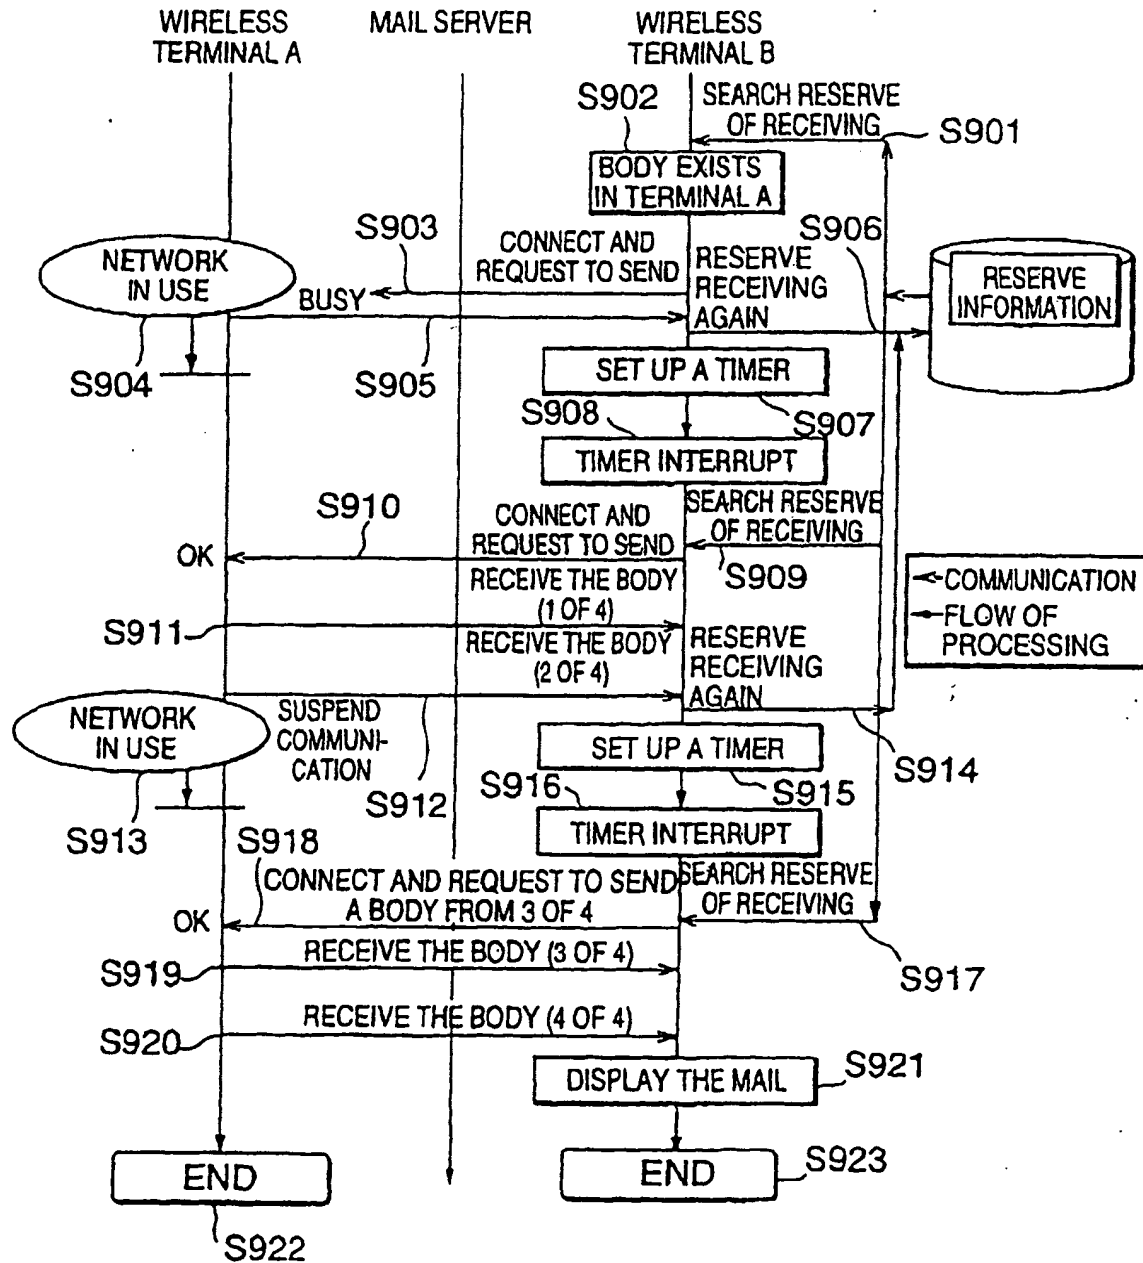 WIRELESS
TERMINAL A
MAIL SERVER
WIRELESS
TERMINAL B
S902
SEARCH RESERVE
OF RECEIVING
S901
BODY EXISTS
IN TERMINAL A
S903
CONNECT AND
REQUEST TO SEND
S906
NETWORK
IN USE
BUSY
RESERVE
RECEIVING
AGAIN
RESERVE
INFORMATION
S904
S905
SET UP A TIMER
S908
S907
TIMER INTERRUPT
S910
CONNECT AND
REQUEST TO SEND
SEARCH RESERVE
OF RECEIVING
OK
S909
COMMUNICATION
FLOW OF
PROCESSING
RECEIVE THE BODY
(1 OF 4)
S911
RECEIVE THE BODY
(2 OF 4)
RESERVE
RECEIVING
AGAIN
NETWORK
IN USE
SUSPEND
COMMUNI-
CATION
SET UP A TIMER
S914
S912
S916
S915
S913
TIMER INTERRUPT
S918
CONNECT AND REQUEST TO SEND
A BODY FROM 3 OF 4
SEARCH RESERVE
OF RECEIVING
OK
S917
RECEIVE THE BODY (3 OF 4)
S919
RECEIVE THE BODY (4 OF 4)
S920
DISPLAY THE MAIL
S921
END
END
S923
S922